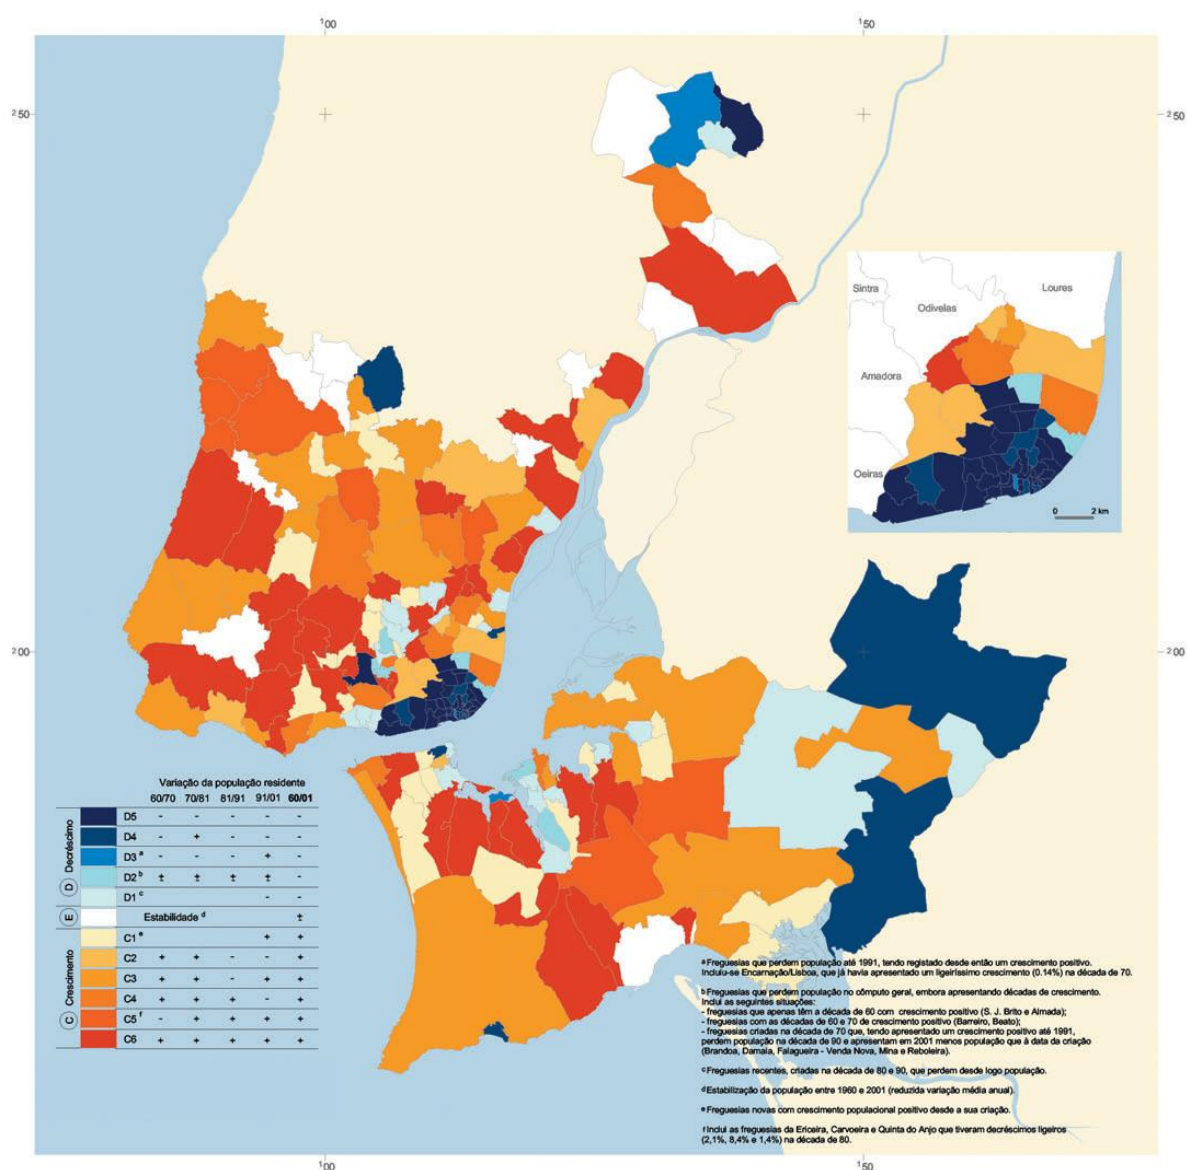 100
150
250
250
Sintra
Loures
Odivelas
Amadora
Oeiras
0 2 km
200
200
Variação da população residente
60/70 70/81 81/91 91/01 60/01
D Decréscimo
D5 - - - - -
D4 - + - - -
D3 a - - - + -
D2 b ± ± ± ± -
D1 c - -
E Estabilidade d ±
C Crescimento
C1 e + +
C2 + + - - +
C3 + + - + +
C4 + + + - +
C5 f - + + + +
C6 + + + + +
a Freguesias que perdem população até 1991, tendo registado desde então um crescimento positivo.
Incluiu-se Encarnação/Lisboa, que já havia apresentado um ligeiríssimo crescimento (0.14%) na década de 70.
b Freguesias que perdem população no cômputo geral, embora apresentando décadas de crescimento.
Inclui as seguintes situações:
- freguesias que apenas têm a década de 60 com crescimento positivo (S. J. Brito e Almada);
- freguesias com as décadas de 60 e 70 de crescimento positivo (Barreiro, Beato);
- freguesias criadas na década de 70 que, tendo apresentado um crescimento positivo até 1991,
perdem população na década de 90 e apresentam em 2001 menos população que à data da criação
(Brandoa, Damaia, Falagueira - Venda Nova, Mina e Reboleira).
c Freguesias recentes, criadas na década de 80 e 90, que perdem desde logo população.
d Estabilização da população entre 1960 e 2001 (reduzida variação média anual).
e Freguesias novas com crescimento populacional positivo desde a sua criação.
f Inclui as freguesias da Ericeira, Carvoeira e Quinta do Anjo que tiveram decréscimos ligeiros
(2,1%, 8,4% e 1,4%) na década de 80.
100
150